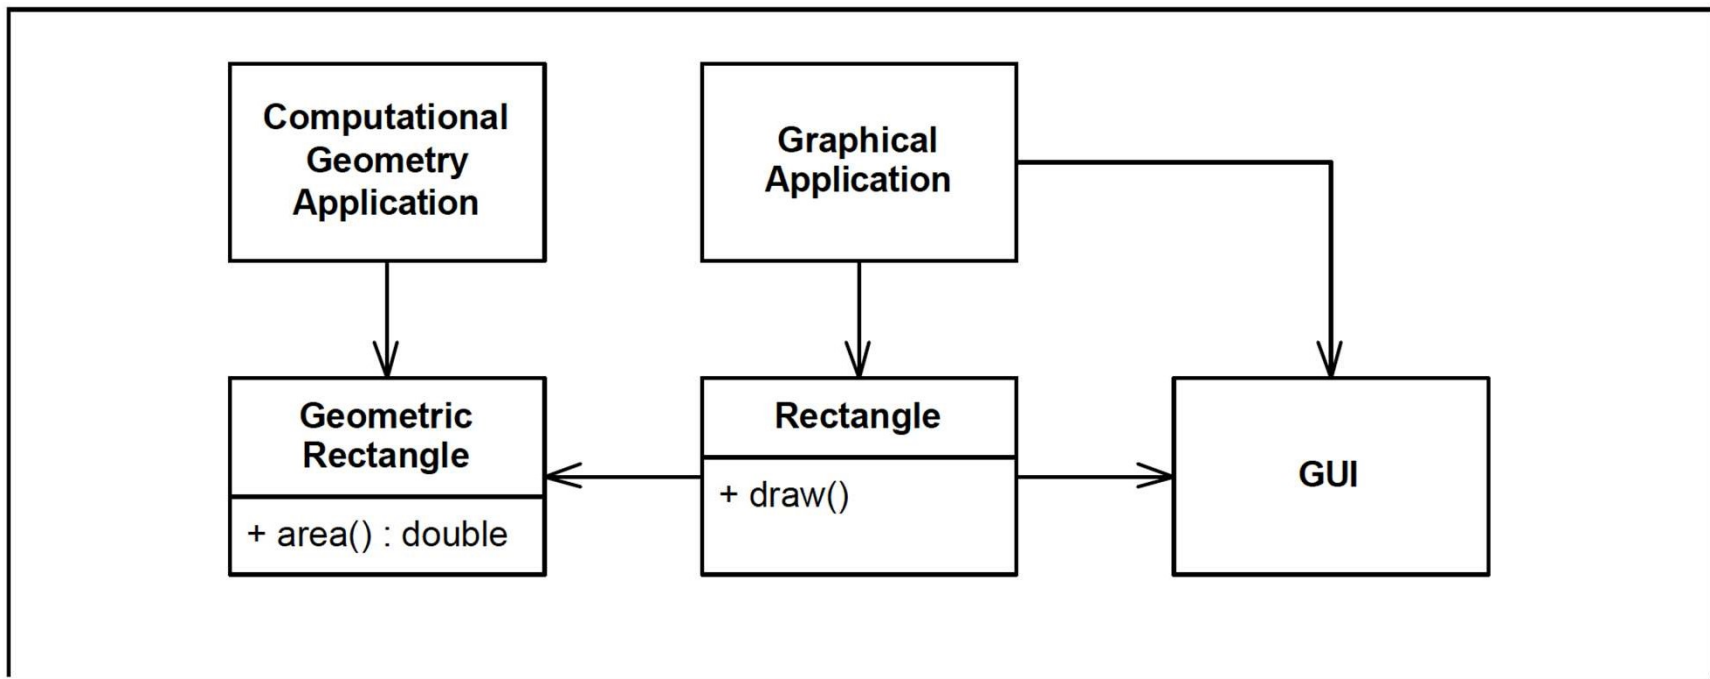 Computational
Geometry
Application
Graphical
Application
Geometric
Rectangle
+ area() : double
Rectangle
+ draw()
GUI